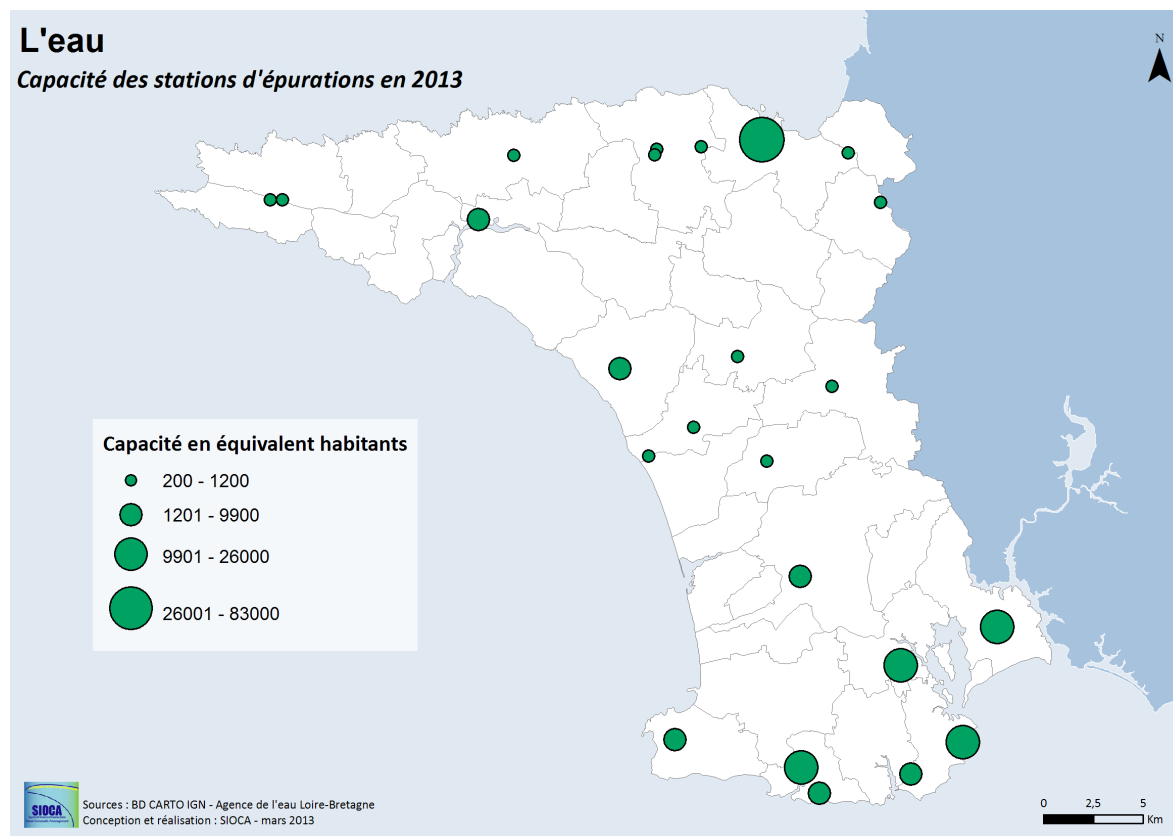 L'eau
Capacité des stations d'épurations en 2013
N
Capacité en équivalent habitants
200 - 1200
1201 - 9900
9901 - 26000
26001 - 83000
SIOCA
Sources : BD CARTO IGN - Agence de l'eau Loire-Bretagne
Conception et réalisation : SIOCA - mars 2013
0 2,5 5
Km